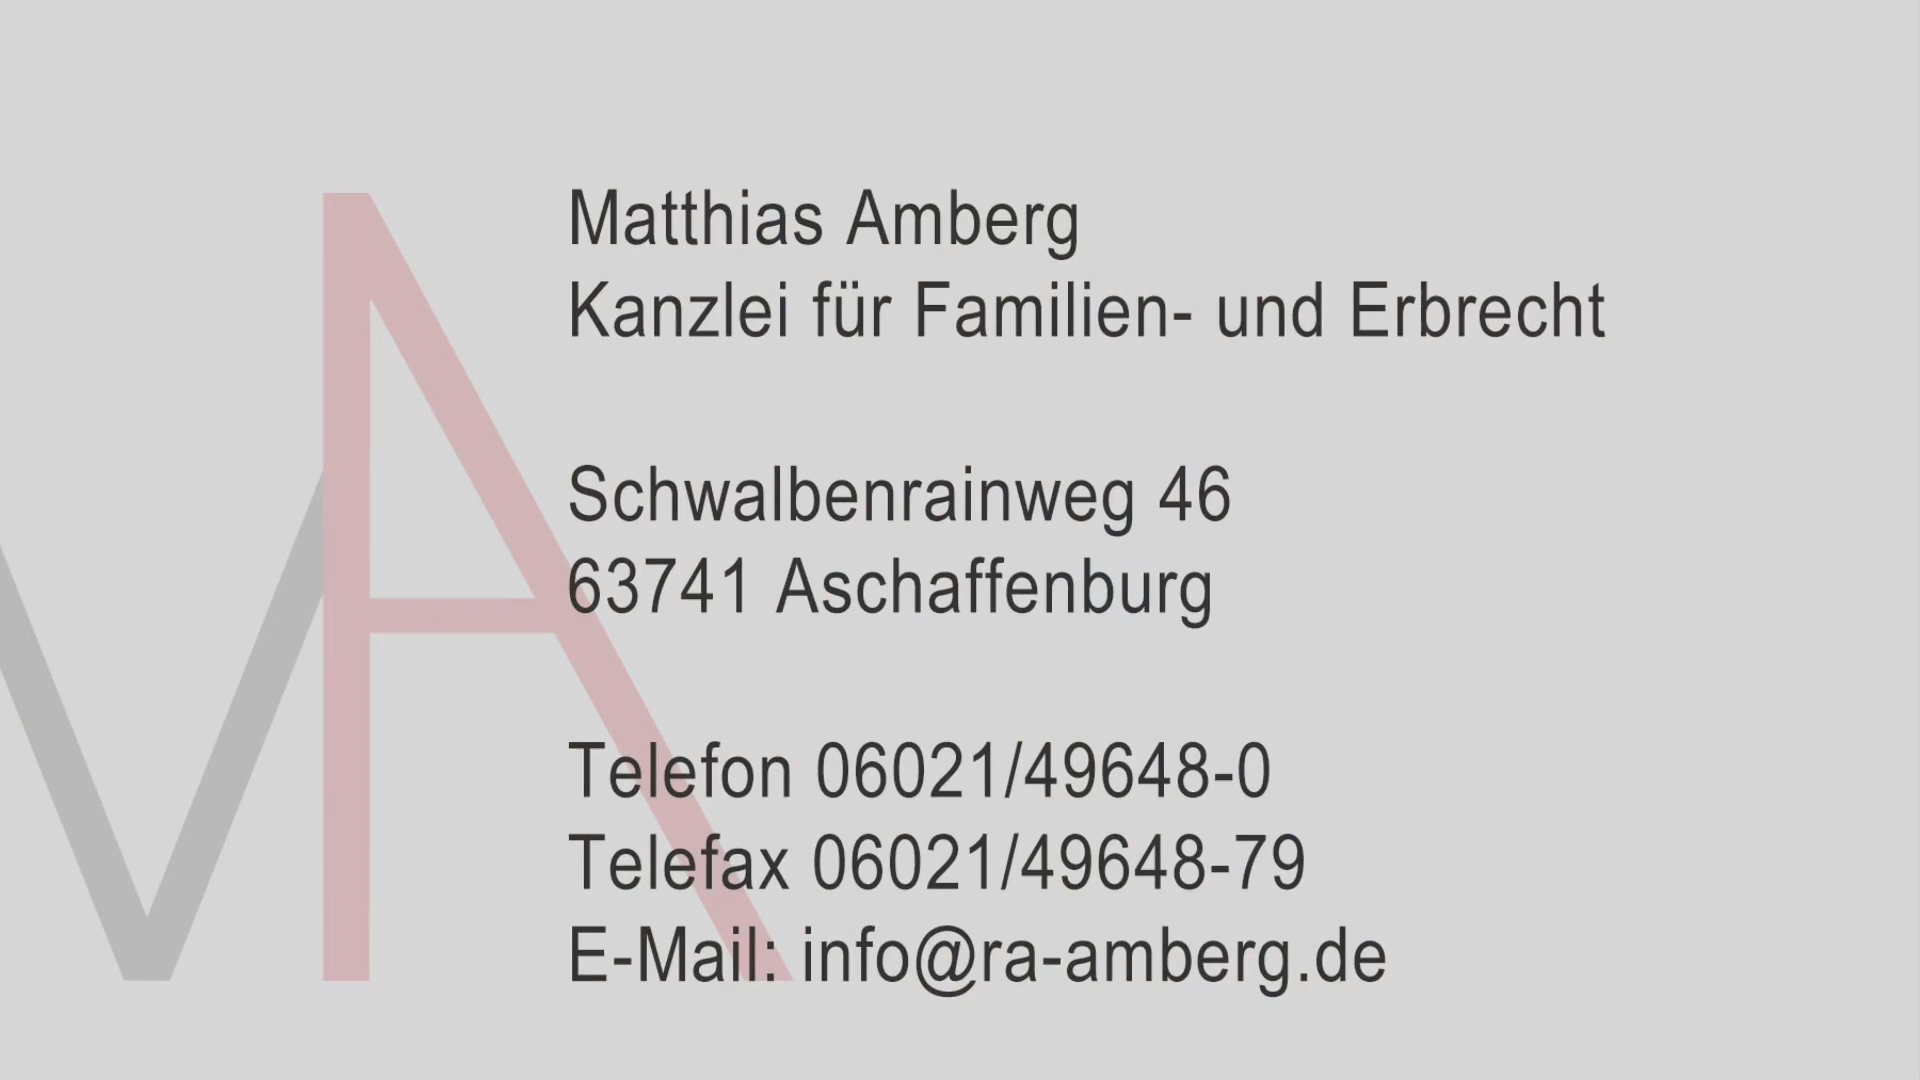 Matthias Amberg
Kanzlei für Familien- und Erbrecht
Schwalbenrainweg 46
63741 Aschaffenburg
Telefon 06021/49648-0
Telefax 06021/49648-79
E-Mail: info@ra-amberg.de